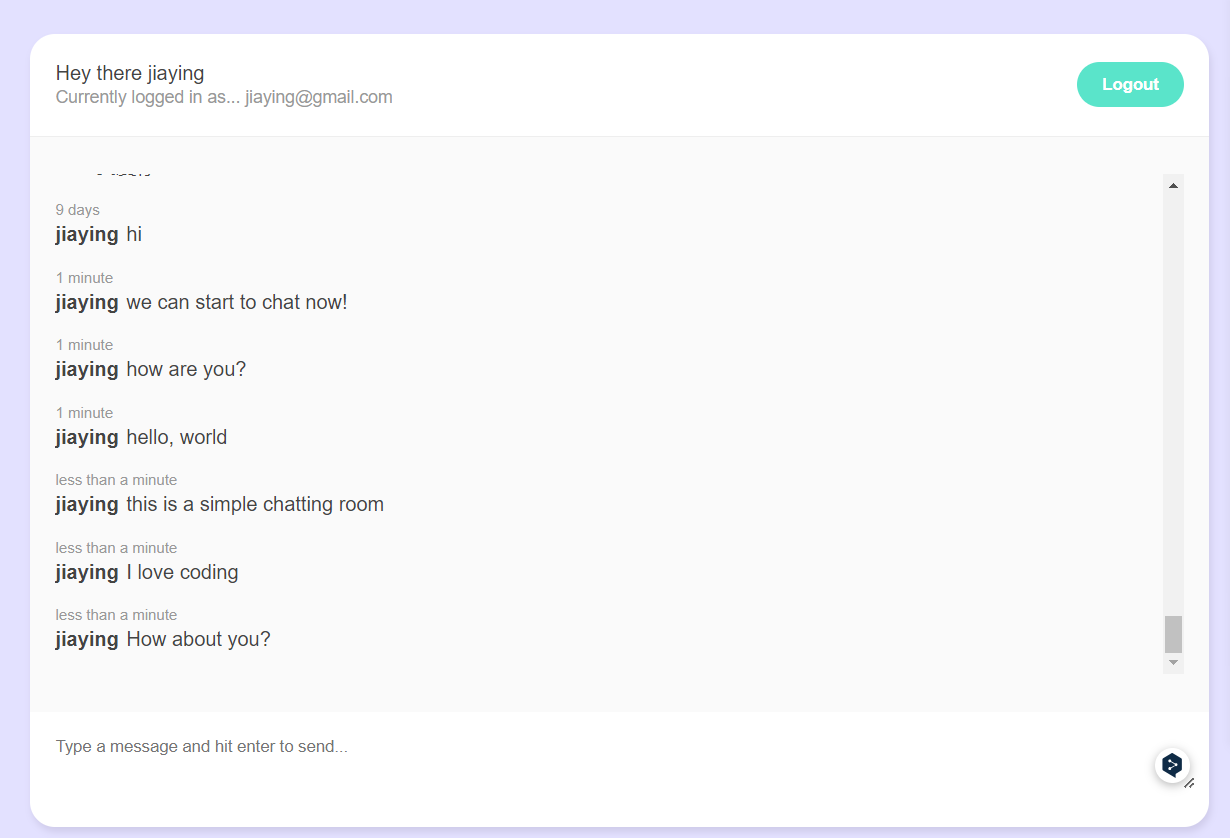 Hey there jiaying
Currently logged in as... jiaying@gmail.com
Logout
9 days
jiaying hi
1 minute
jiaying we can start to chat now!
1 minute
jiaying how are you?
1 minute
jiaying hello, world
less than a minute
jiaying this is a simple chatting room
less than a minute
jiaying I love coding
less than a minute
jiaying How about you?
Type a message and hit enter to send...